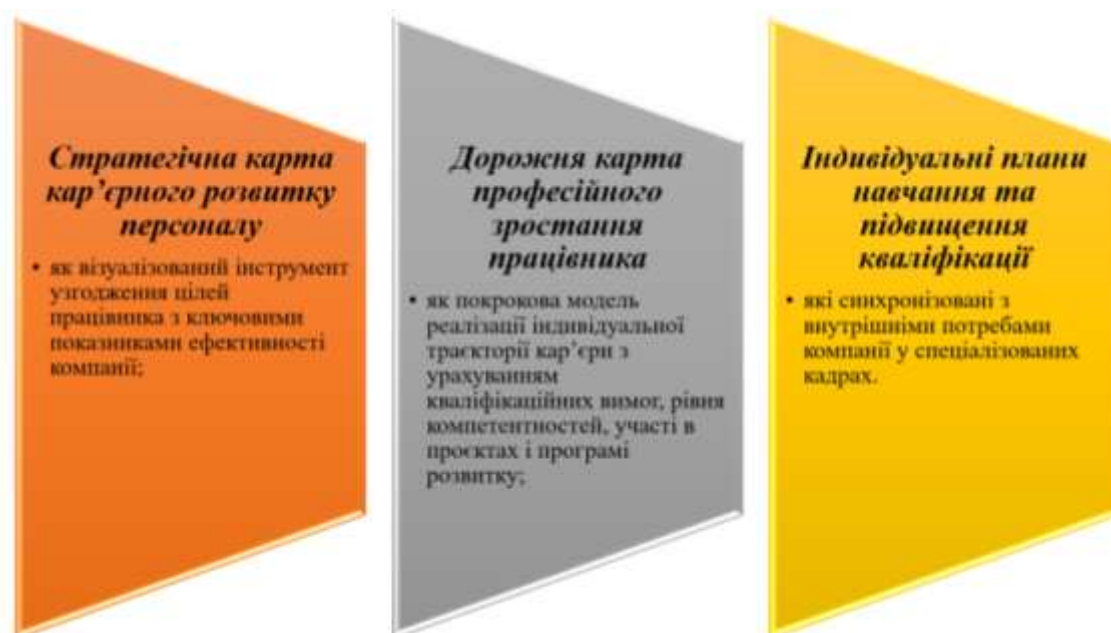 Стратегічна карта
кар’єрного розвитку
персоналу
• як візуалізований інструмент
узгодження цілей
працівника з ключовими
показниками ефективності
компанії;
Дорожня карта
професійного
зростання
працівника
• як покрокова модель
реалізації індивідуальної
траєкторії кар’єри з
урахуванням
кваліфікаційних вимог, рівня
компетентностей, участі в
проєктах і програмі
розвитку;
Індивідуальні плани
навчання та
підвищення
кваліфікації
• які синхронізовані з
внутрішніми потребами
компанії у спеціалізованих
кадрах.